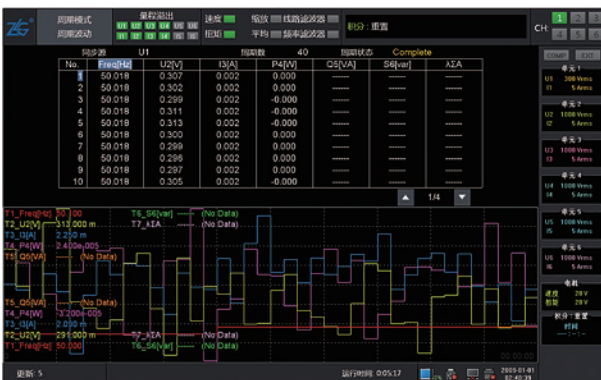 周期模式 量程溢出 速度 缩放 线路滤波器 积分 : 重置 CH. 1 2 3
U1 U2 U3 U4 U5 U6
周期波动 I1 I2 I3 I4 I5 I6 扭矩 平均 频率滤波器 4 5 6
同步源 U1 周期数 40 周期状态 Complete
No. Freq[Hz] U2[V] I3[A] P4[W] Q5[VA] S6[var] λΣA
1 50.018 0.307 0.002 0.000 ------ ------ ------
2 50.018 0.302 0.002 0.000 ------ ------ ------
3 50.018 0.299 0.002 -0.000 ------ ------ ------
4 50.018 0.311 0.002 -0.000 ------ ------ ------
5 50.018 0.313 0.002 -0.000 ------ ------ ------
6 50.018 0.300 0.002 0.000 ------ ------ ------
7 50.018 0.299 0.002 -0.000 ------ ------ ------
8 50.018 0.296 0.002 -0.000 ------ ------ ------
9 50.018 0.297 0.002 0.000 ------ ------ ------
10 50.018 0.305 0.002 -0.000 ------ ------ ------
1/4
T1_Freq[Hz] 50.100 T6_S6[var] ---- (No Data)
T2_U2[V] 313.000 m T7_λΣA ---- (No Data)
T3_I3[A] 2.250 m
T4_P4[W] 2.400e-005
T5_Q5[VA] ---- (No Data)
T5_Q5[VA] ---- (No Data)
T4_P4[W] -3.200e-005
T3_I3[A] 2.090 m
T2_U2[V] 291.000 m T7_λΣA ---- (No Data)
T1_Freq[Hz] 50.000 T6_S6[var] ---- (No Data)
00:00:00
COMP EXT
单元 1
U1 300 Vrms
I1 5 Arms
单元 2
U2 1000 Vrms
I2 5 Arms
单元 3
U3 1000 Vrms
I3 5 Arms
单元 4
U4 1000 Vrms
I4 5 Arms
单元 5
U5 1000 Vrms
I5 5 Arms
单元 6
U6 1000 Vrms
I6 5 Arms
电机
速度 20 V
扭矩 20 V
积分 : 重置
时间
--:--:--
更新: 5 运行时间: 0:05:17 2009-01-01
02:40:39